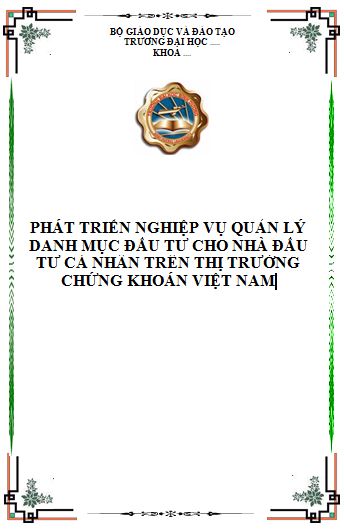 BỘ GIÁO DỤC VÀ ĐÀO TẠO
TRƯỜNG ĐẠI HỌC ....
KHOA ....
PHÁT TRIỂN NGHIỆP VỤ QUẢN LÝ
DANH MỤC ĐẦU TƯ CHO NHÀ ĐẦU
TƯ CÁ NHÂN TRÊN THỊ TRƯỜNG
CHỨNG KHOÁN VIỆT NAM